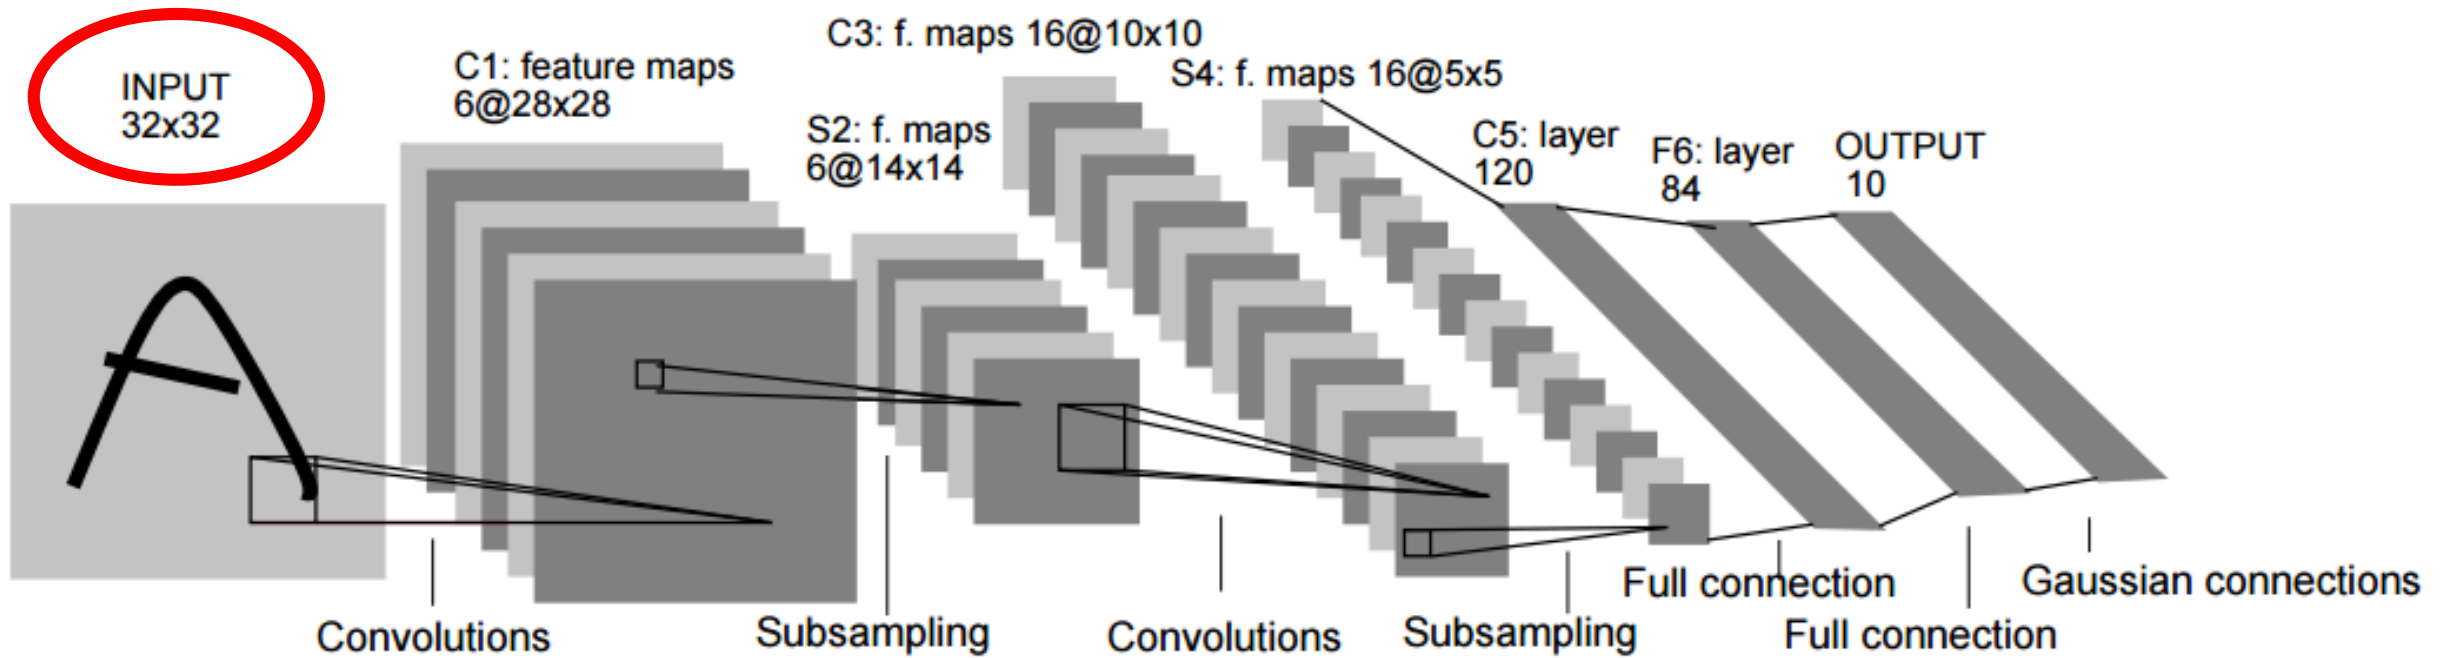 INPUT
32x32
C1: feature maps
6@28x28
S2: f. maps
6@14x14
C3: f. maps 16@10x10
S4: f. maps 16@5x5
C5: layer
120
F6: layer
84
OUTPUT
10
Convolutions
Subsampling
Convolutions
Subsampling
Full connection
Full connection
Gaussian connections